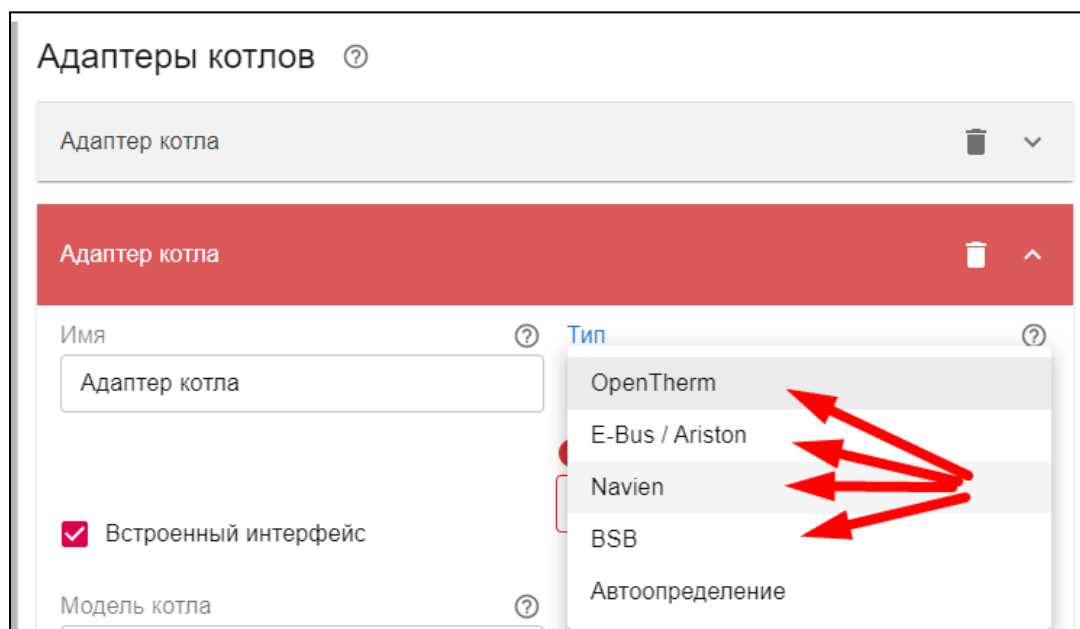 Адаптеры котлов
Адаптер котла
Адаптер котла
Имя
Тип
Адаптер котла
OpenTherm
E-Bus / Ariston
Navien
BSB
Автоопределение
Встроенный интерфейс
Модель котла